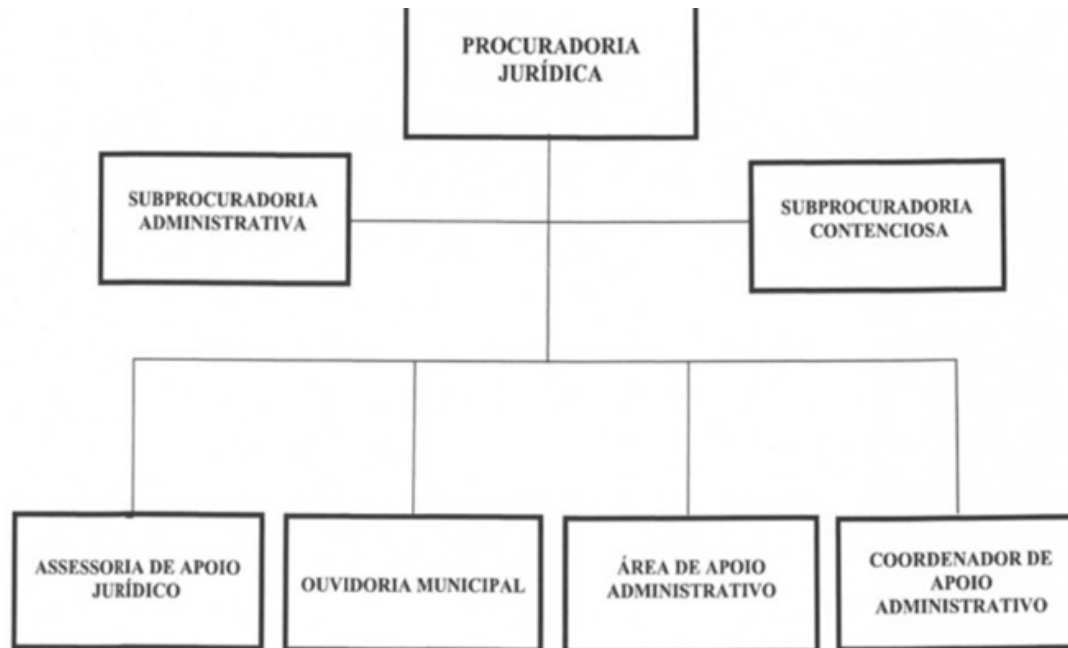 PROCURADORIA
JURÍDICA
SUBPROCURADORIA
ADMINISTRATIVA
SUBPROCURADORIA
CONTENCIOSA
ASSESSORIA DE APOIO
JURÍDICO
OUVIDORIA MUNICIPAL
ÁREA DE APOIO
ADMINISTRATIVO
COORDENADOR DE
APOIO
ADMINISTRATIVO